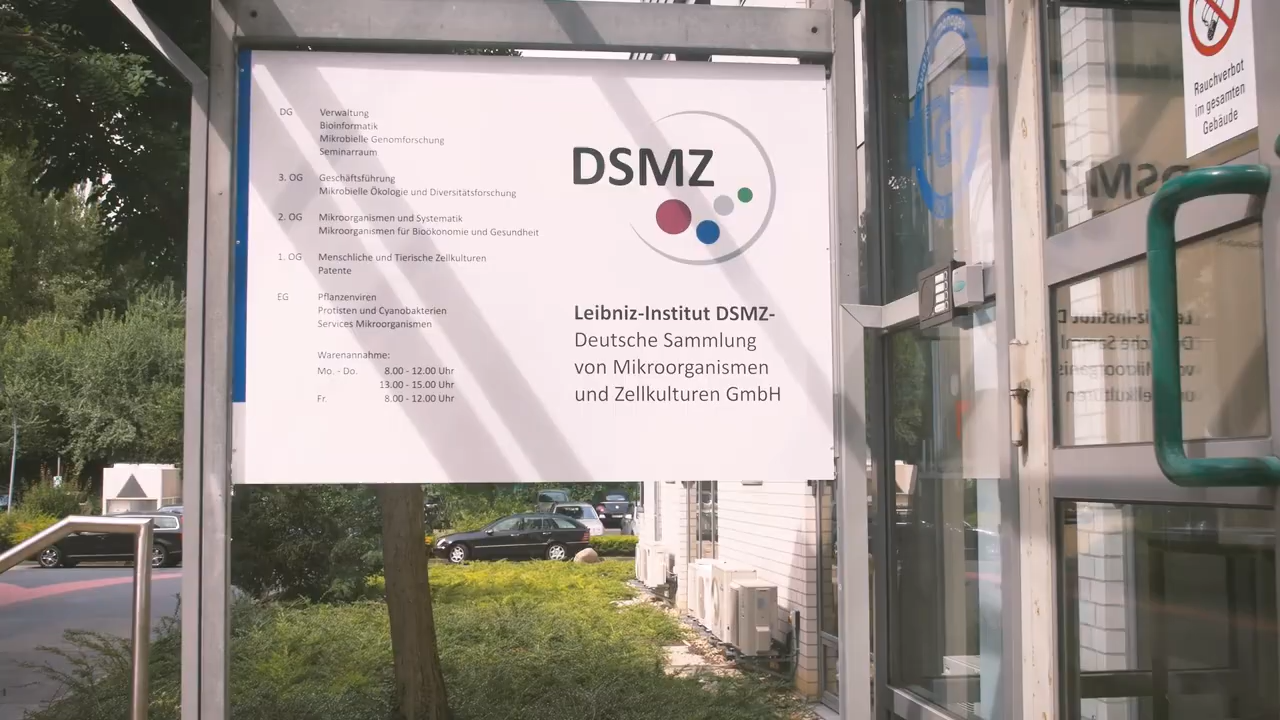 DG Verwaltung
Bioinformatik
Mikrobielle Genomforschung
Seminarraum
3. OG Geschäftsführung
Mikrobielle Ökologie und Diversitätsforschung
2. OG Mikroorganismen und Systematik
Mikroorganismen für Bioökonomie und Gesundheit
1. OG Menschliche und Tierische Zellkulturen
Patente
EG Pflanzenviren
Protisten und Cyanobakterien
Services Mikroorganismen
Warenannahme:
Mo. - Do. 8.00 - 12.00 Uhr
13.00 - 15.00 Uhr
Fr. 8.00 - 12.00 Uhr
DSMZ
Leibniz-Institut DSMZ-
Deutsche Sammlung
von Mikroorganismen
und Zellkulturen GmbH
Rauchverbot
im gesamten
Gebäude